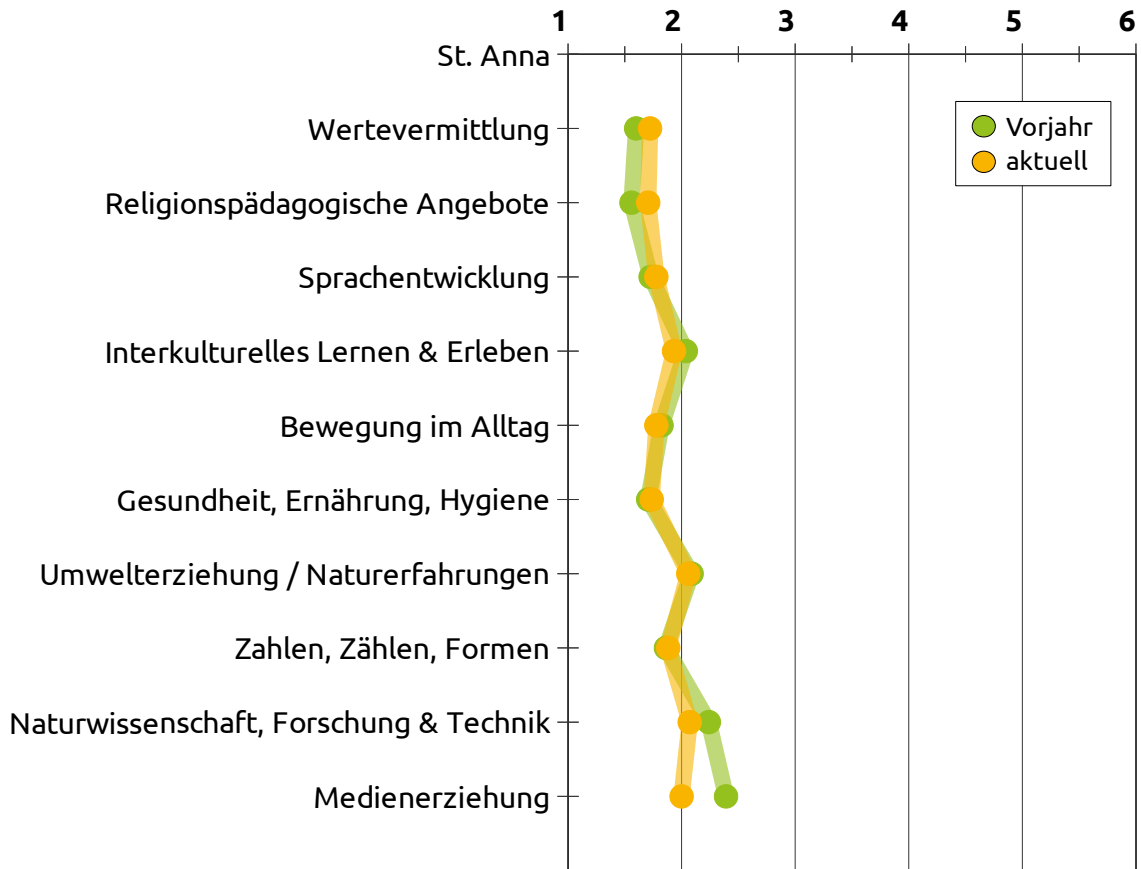 1 2 3 4 5 6
St. Anna
Wertevermittlung
Vorjahr
aktuell
Religionspädagogische Angebote
Sprachentwicklung
Interkulturelles Lernen & Erleben
Bewegung im Alltag
Gesundheit, Ernährung, Hygiene
Umwelterziehung / Naturerfahrungen
Zahlen, Zählen, Formen
Naturwissenschaft, Forschung & Technik
Medienerziehung